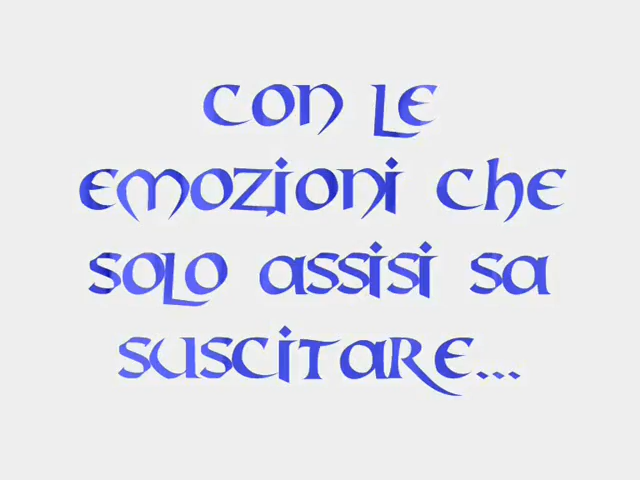 CON LE
EMOZIONI CHE
SOLO ASSISI SA
SUSCITARE...